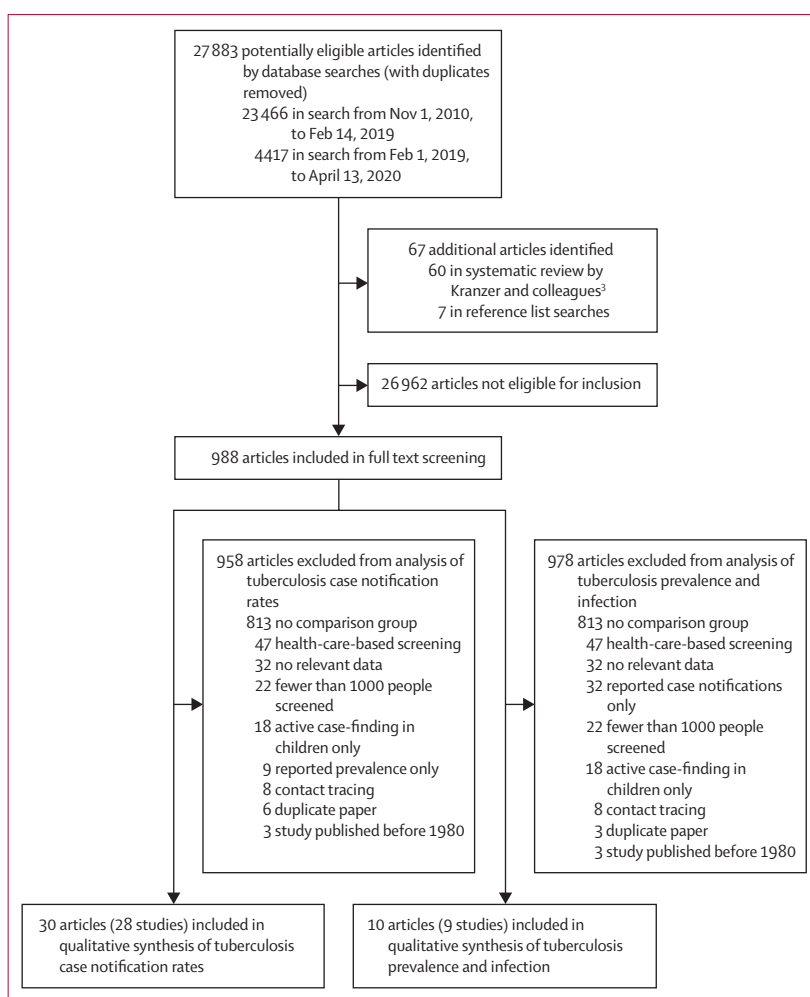 27 883 potentially eligible articles identified
by database searches (with duplicates
removed)
23 466 in search from Nov 1, 2010,
to Feb 14, 2019
4417 in search from Feb 1, 2019,
to April 13, 2020
67 additional articles identified
60 in systematic review by
Kranzer and colleagues³
7 in reference list searches
26 962 articles not eligible for inclusion
988 articles included in full text screening
958 articles excluded from analysis of
tuberculosis case notification
rates
813 no comparison group
47 health-care-based screening
32 no relevant data
22 fewer than 1000 people
screened
18 active case-finding in
children only
9 reported prevalence only
8 contact tracing
6 duplicate paper
3 study published before 1980
978 articles excluded from analysis of
tuberculosis prevalence and
infection
813 no comparison group
47 health-care-based screening
32 no relevant data
32 reported case notifications
only
22 fewer than 1000 people
screened
18 active case-finding in
children only
8 contact tracing
3 duplicate paper
3 study published before 1980
30 articles (28 studies) included in
qualitative synthesis of tuberculosis
case notification rates
10 articles (9 studies) included in
qualitative synthesis of tuberculosis
prevalence and infection